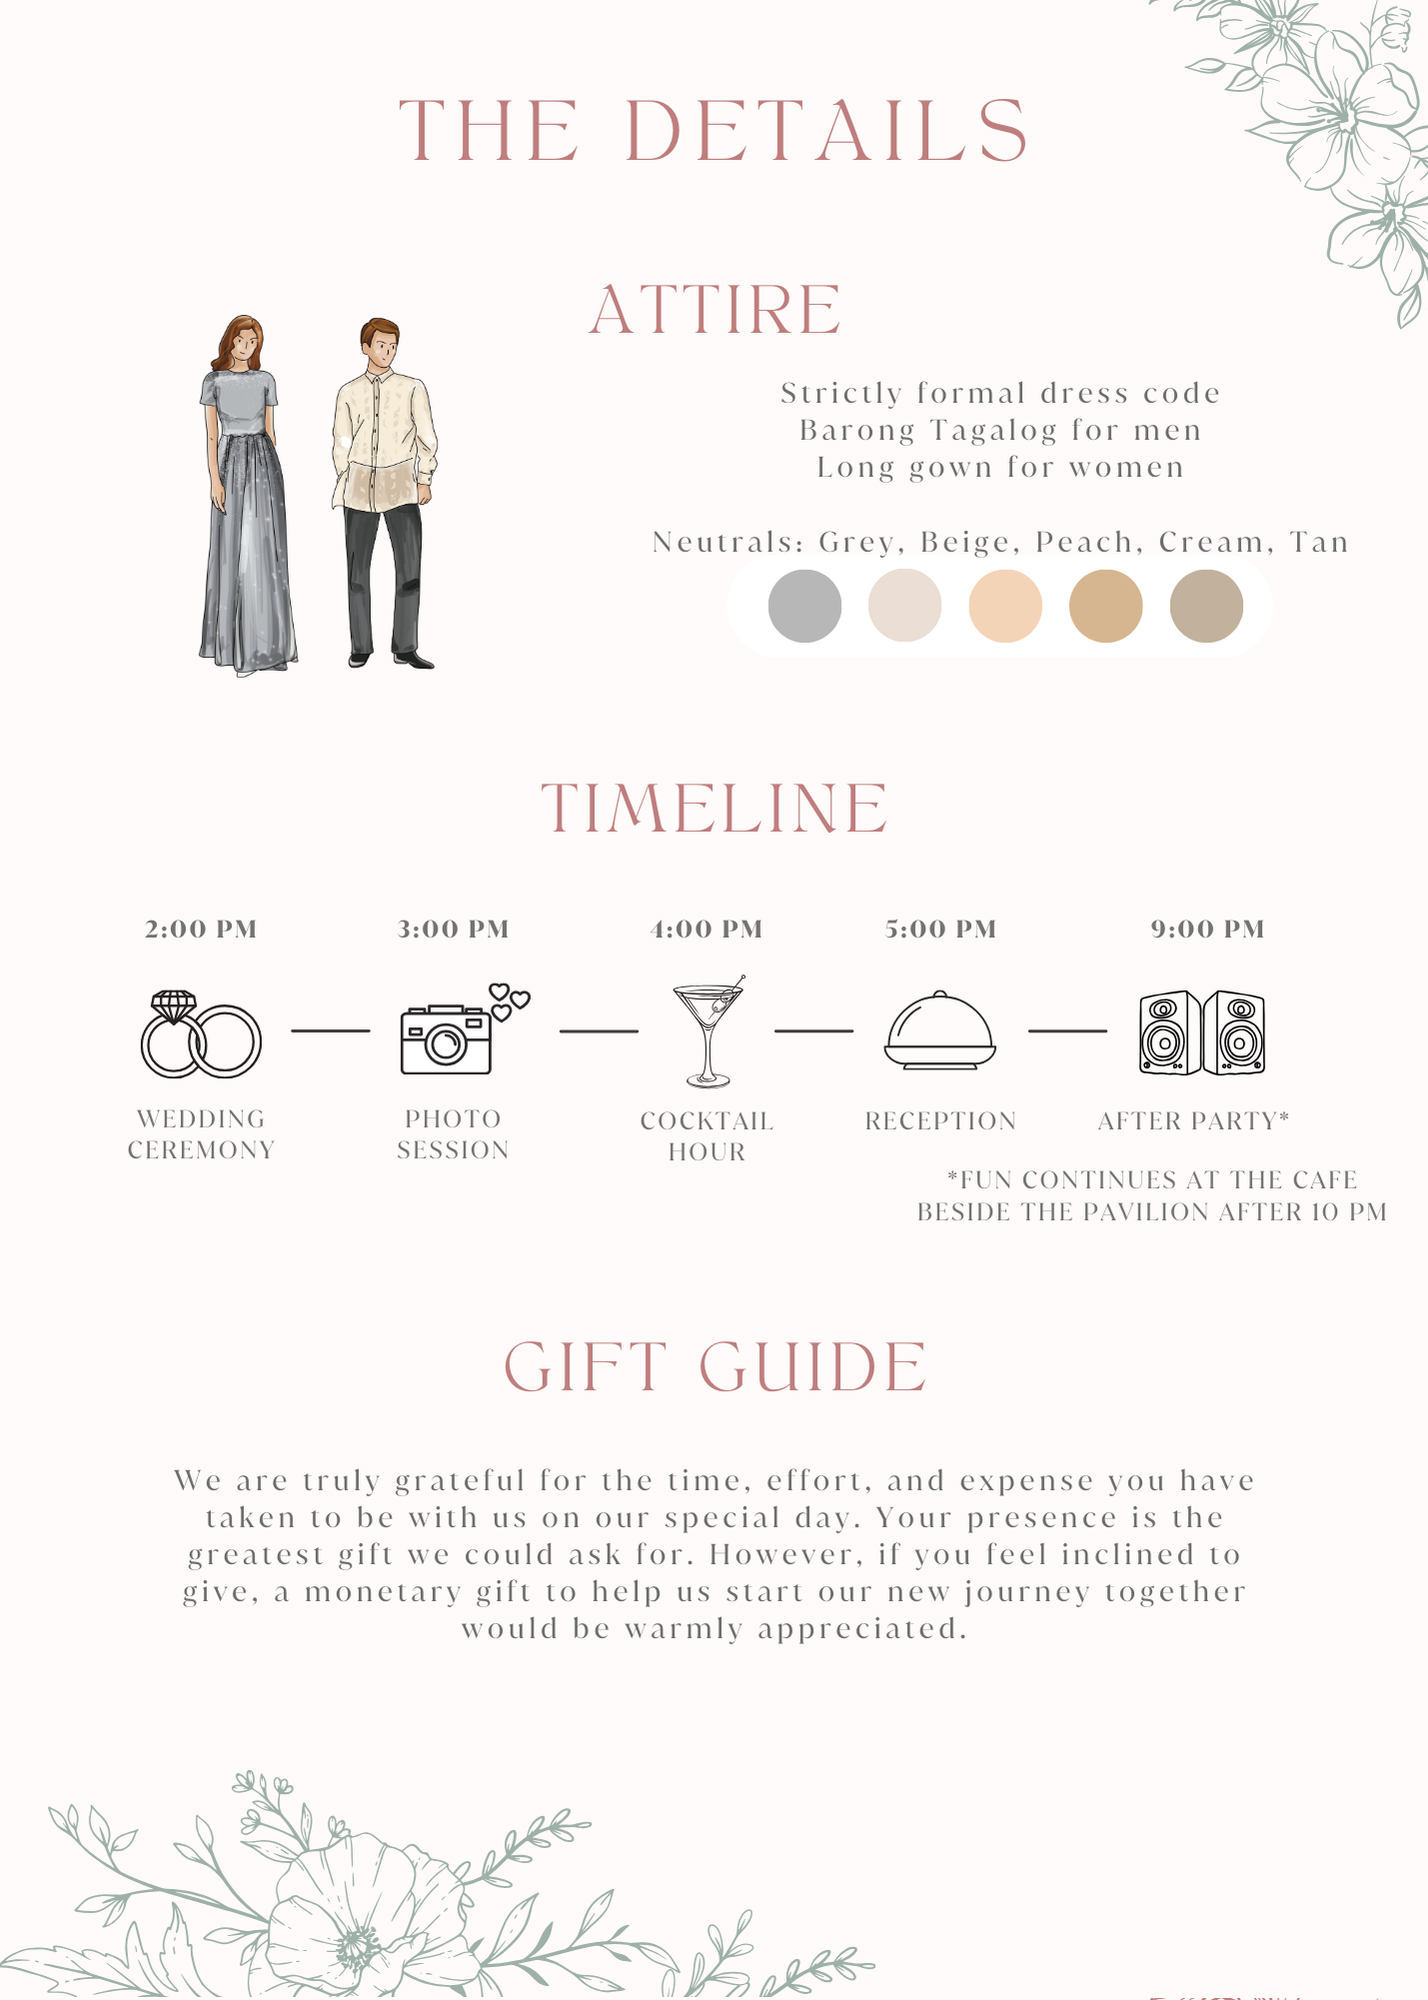 THE DETAILS
ATTIRE
Strictly formal dress code
Barong Tagalog for men
Long gown for women
Neutrals: Grey, Beige, Peach, Cream, Tan
TIMELINE
2:00 PM 3:00 PM 4:00 PM 5:00 PM 9:00 PM
WEDDING CEREMONY
PHOTO SESSION
COCKTAIL HOUR
RECEPTION
AFTER PARTY*
*FUN CONTINUES AT THE CAFE
BESIDE THE PAVILION AFTER 10 PM
GIFT GUIDE
We are truly grateful for the time, effort, and expense you have
taken to be with us on our special day. Your presence is the
greatest gift we could ask for. However, if you feel inclined to
give, a monetary gift to help us start our new journey together
would be warmly appreciated.